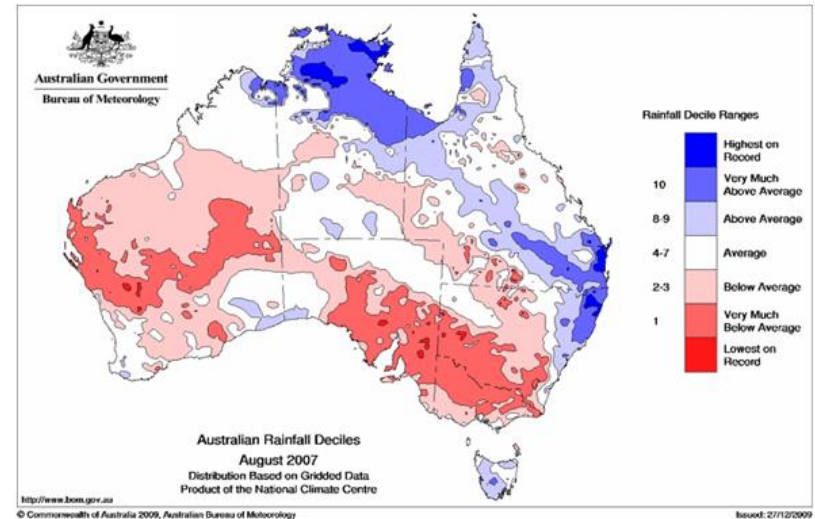 Australian Government
Bureau of Meteorology
Rainfall Decile Ranges
Highest on
Record
10
Very Much
Above Average
8-9
Above Average
4-7
Average
2-3
Below Average
1
Very Much
Below Average
Lowest on
Record
Australian Rainfall Deciles
August 2007
Distribution Based on Gridded Data
Product of the National Climate Centre
http://www.bom.gov.au
© Commonwealth of Australia 2009, Australian Bureau of Meteorology
Issued: 27/12/2009